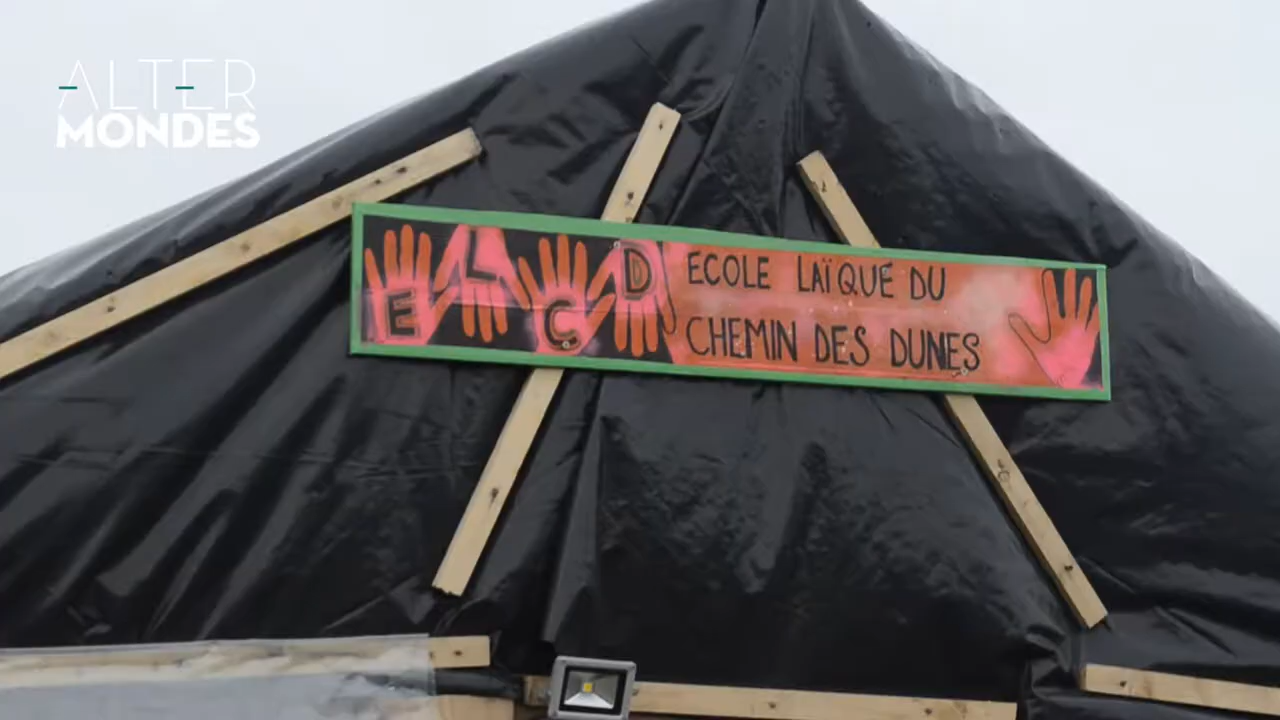 ALTER
MONDES
E L C D
ECOLE LAÏQUE DU
CHEMIN DES DUNES